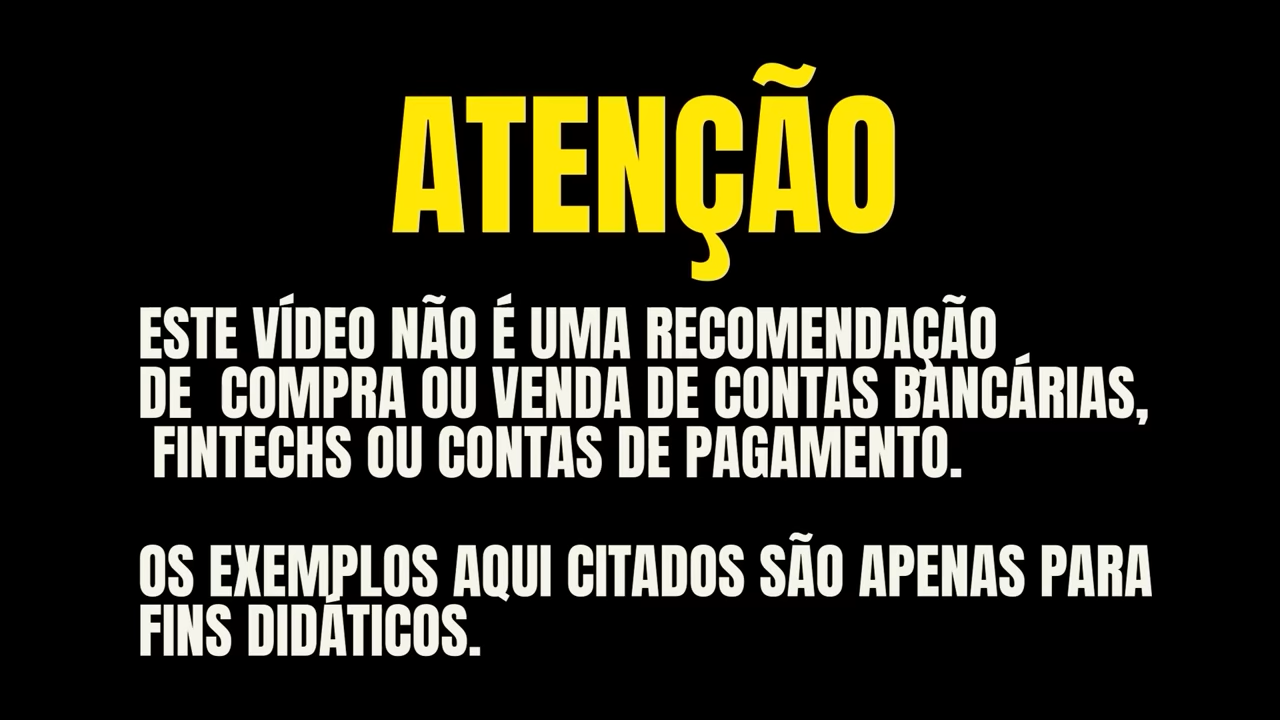 ATENÇÃO
ESTE VÍDEO NÃO É UMA RECOMENDAÇÃO
DE COMPRA OU VENDA DE CONTAS BANCÁRIAS,
FINTECHS OU CONTAS DE PAGAMENTO.
OS EXEMPLOS AQUI CITADOS SÃO APENAS PARA
FINS DIDÁTICOS.